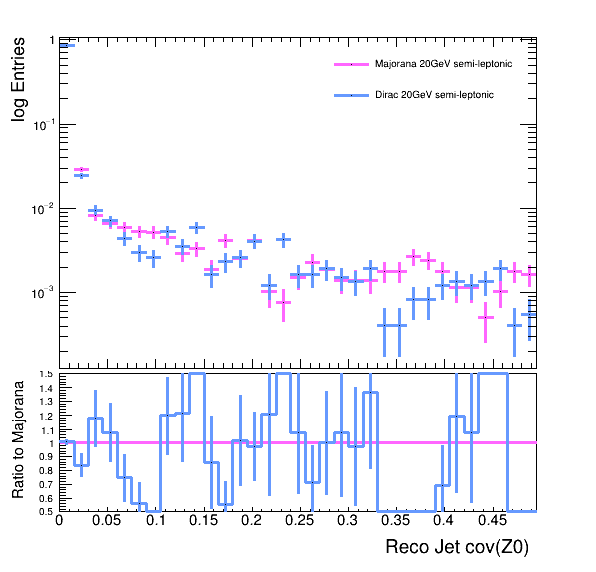 log Entries
1
10⁻¹
10⁻²
10⁻³
Majorana 20GeV semi-leptonic
Dirac 20GeV semi-leptonic
Ratio to Majorana
1.5
1.4
1.3
1.2
1.1
1
0.9
0.8
0.7
0.6
0.5
0 0.05 0.1 0.15 0.2 0.25 0.3 0.35 0.4 0.45
Reco Jet cov(Z0)